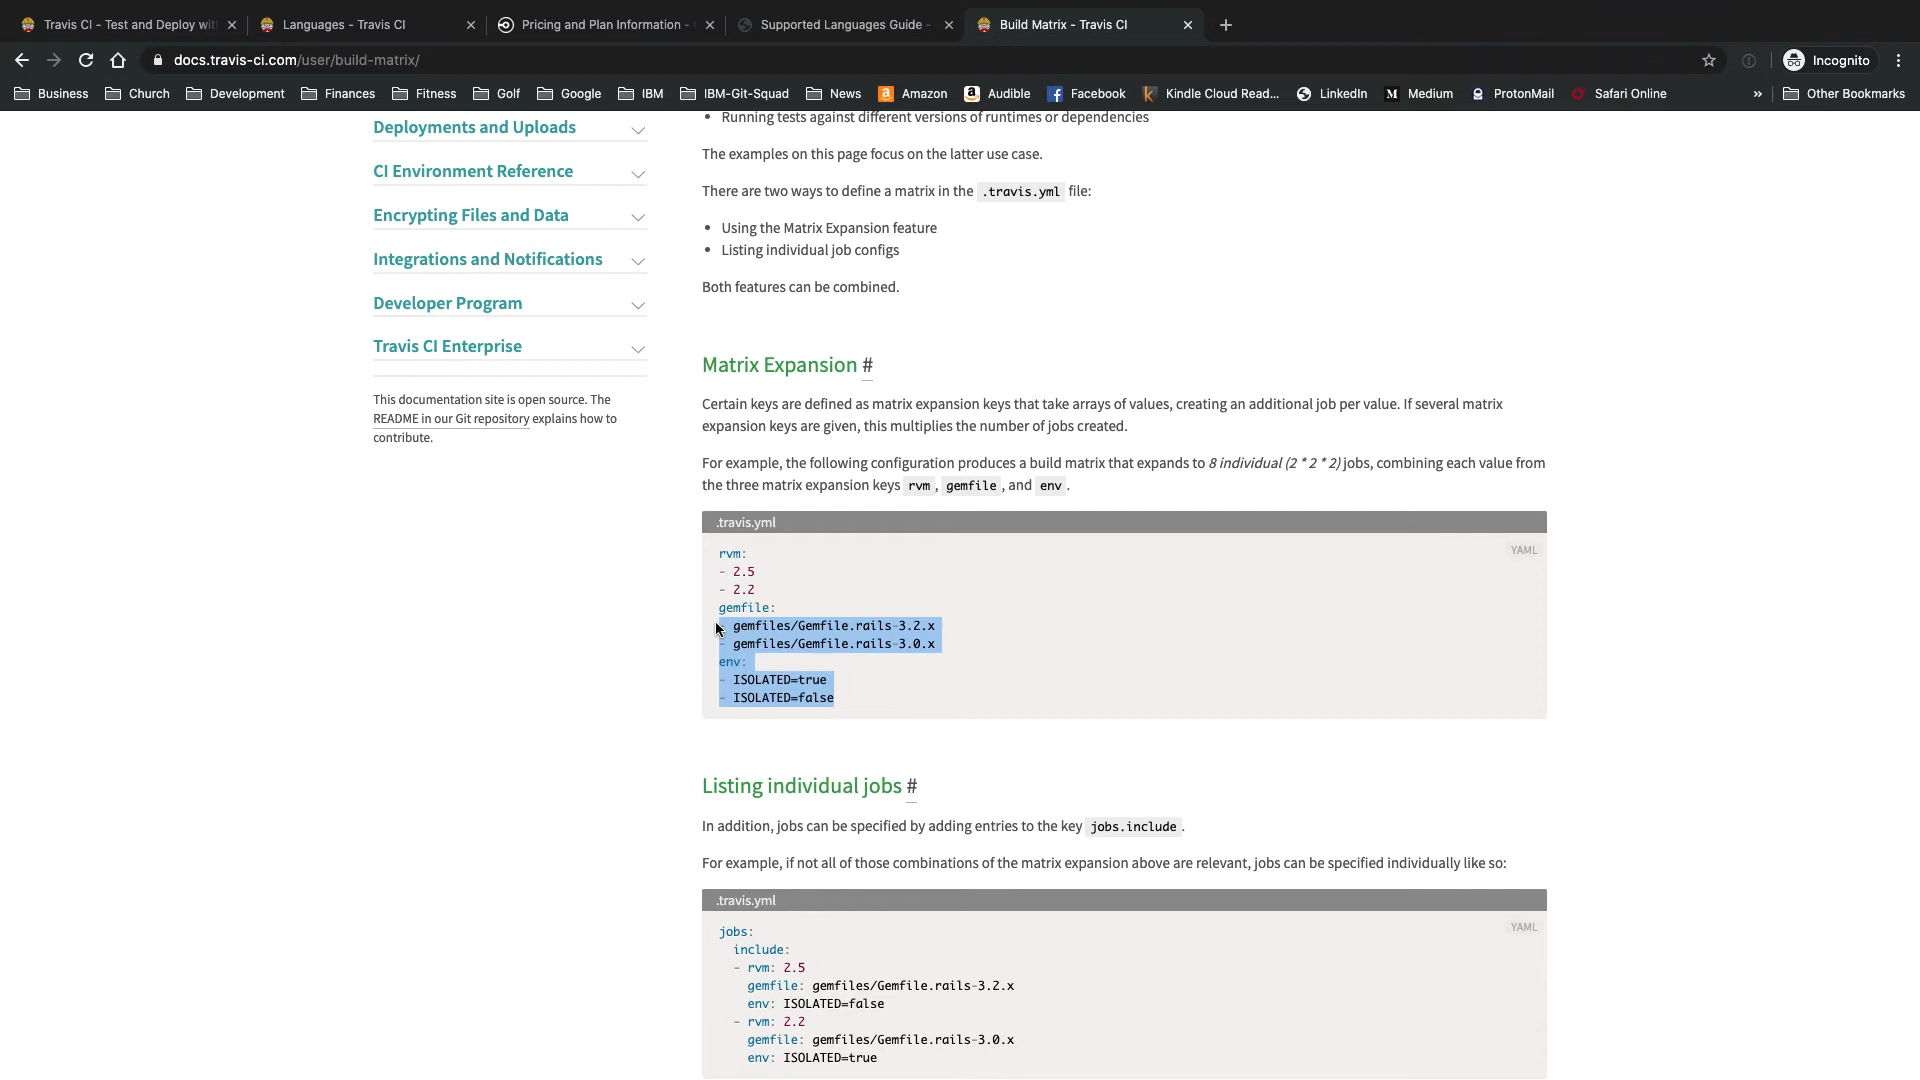 Travis CI - Test and Deploy wit
Languages - Travis CI
Pricing and Plan Information -
Supported Languages Guide -
Build Matrix - Travis CI
docs.travis-ci.com/user/build-matrix/
Incognito
Business
Church
Development
Finances
Fitness
Golf
Google
IBM
IBM-Git-Squad
News
Amazon
Audible
Facebook
Kindle Cloud Read...
LinkedIn
Medium
ProtonMail
Safari Online
»
Other Bookmarks
Deployments and Uploads
CI Environment Reference
Encrypting Files and Data
Integrations and Notifications
Developer Program
Travis CI Enterprise
This documentation site is open source. The
README in our Git repository explains how to
contribute.
• Running tests against different versions of runtimes or dependencies
The examples on this page focus on the latter use case.
There are two ways to define a matrix in the .travis.yml file:
• Using the Matrix Expansion feature
• Listing individual job configs
Both features can be combined.
Matrix Expansion #
Certain keys are defined as matrix expansion keys that take arrays of values, creating an additional job per value. If several matrix
expansion keys are given, this multiplies the number of jobs created.
For example, the following configuration produces a build matrix that expands to 8 individual (2 * 2 * 2) jobs, combining each value from
the three matrix expansion keys rvm, gemfile, and env.
.travis.yml
YAML
rvm:
- 2.5
- 2.2
gemfile:
- gemfiles/Gemfile.rails-3.2.x
- gemfiles/Gemfile.rails-3.0.x
env:
- ISOLATED=true
- ISOLATED=false
Listing individual jobs #
In addition, jobs can be specified by adding entries to the key jobs.include.
For example, if not all of those combinations of the matrix expansion above are relevant, jobs can be specified individually like so:
.travis.yml
YAML
jobs:
  include:
  - rvm: 2.5
    gemfile: gemfiles/Gemfile.rails-3.2.x
    env: ISOLATED=false
  - rvm: 2.2
    gemfile: gemfiles/Gemfile.rails-3.0.x
    env: ISOLATED=true